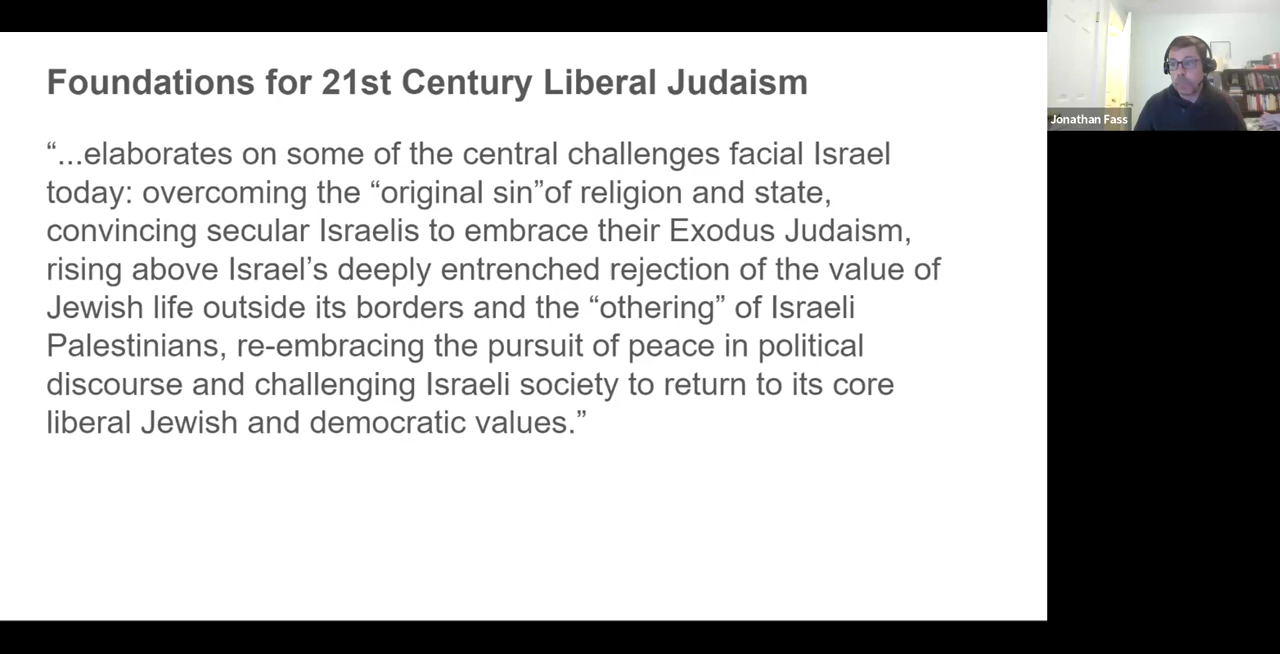 Foundations for 21st Century Liberal Judaism
“...elaborates on some of the central challenges facial Israel
today: overcoming the “original sin”of religion and state,
convincing secular Israelis to embrace their Exodus Judaism,
rising above Israel’s deeply entrenched rejection of the value of
Jewish life outside its borders and the “othering” of Israeli
Palestinians, re-embracing the pursuit of peace in political
discourse and challenging Israeli society to return to its core
liberal Jewish and democratic values.”
Jonathan Fass